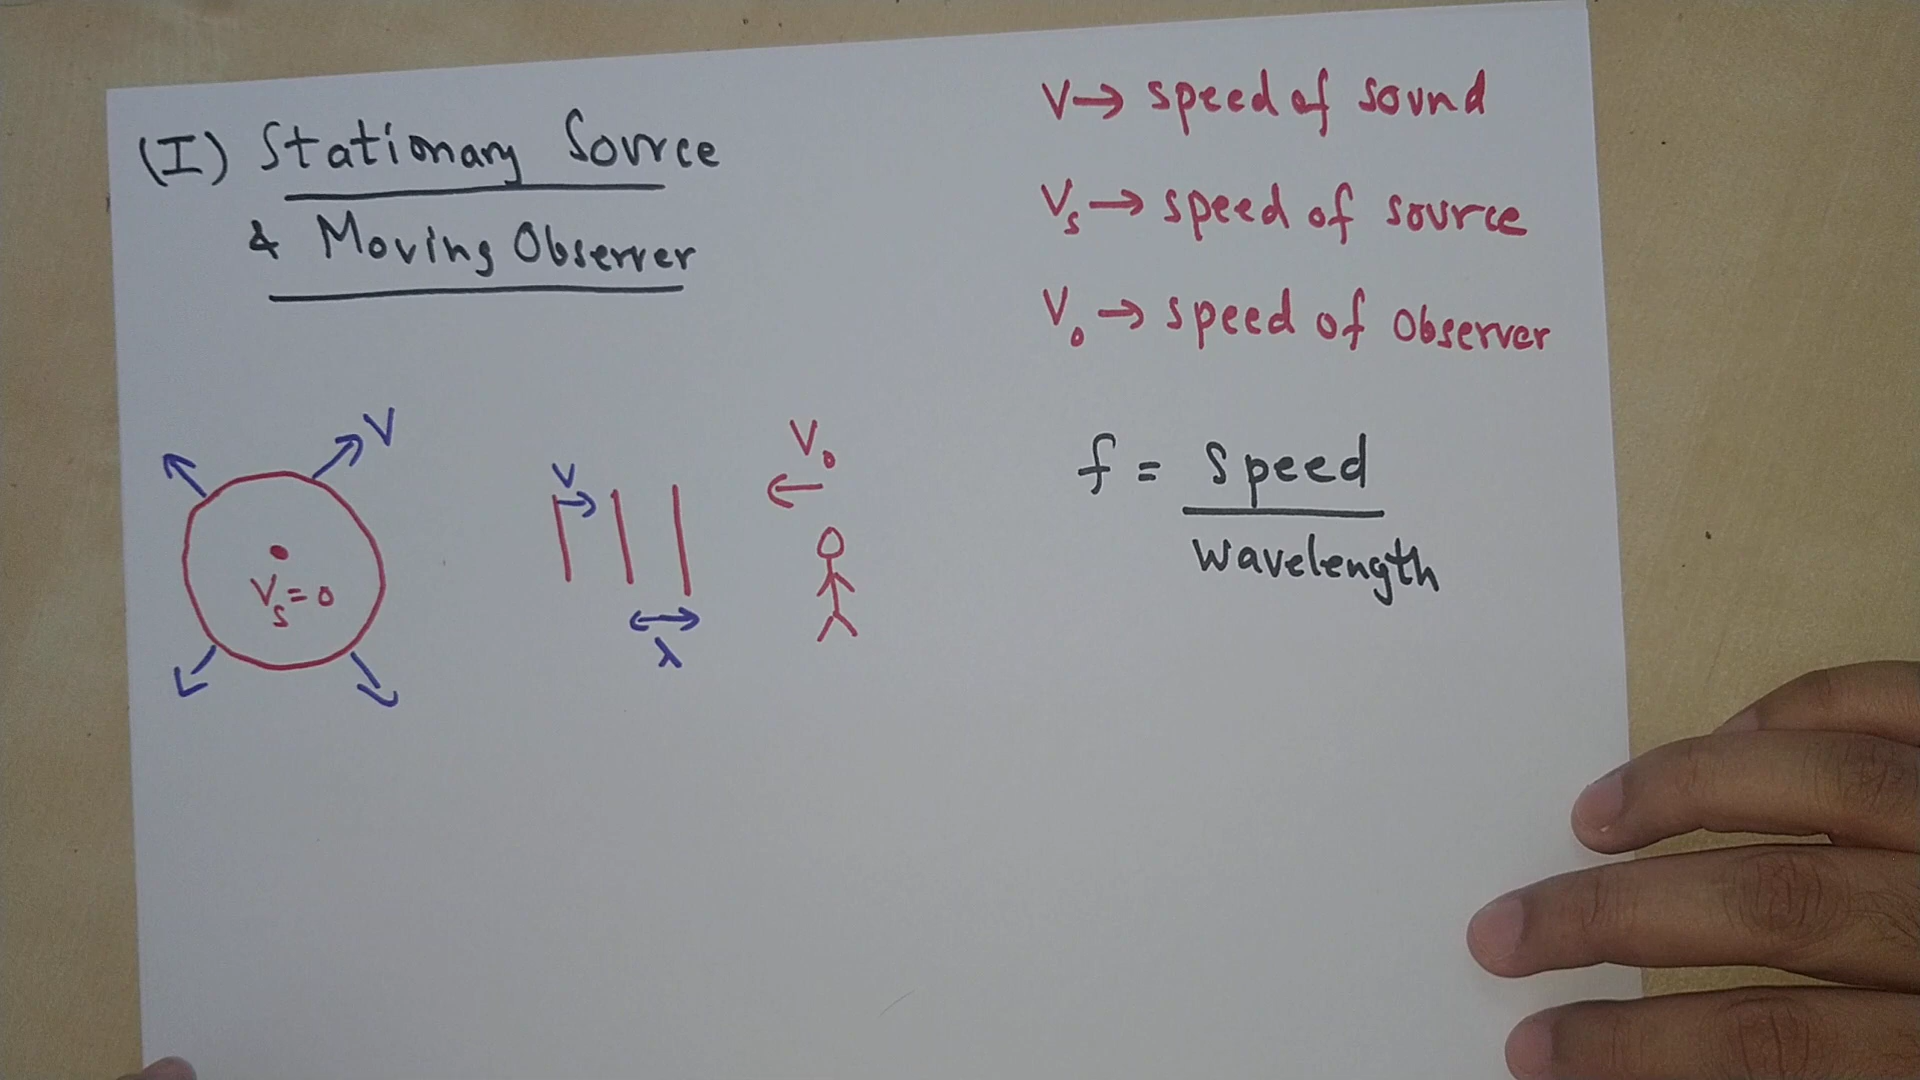 (I) Stationary Source
& Moving Observer
V→ speed of sound
Vs→ speed of source
Vo→ speed of Observer
V
Vs=0
V
λ
Vo
f = Speed
wavelength